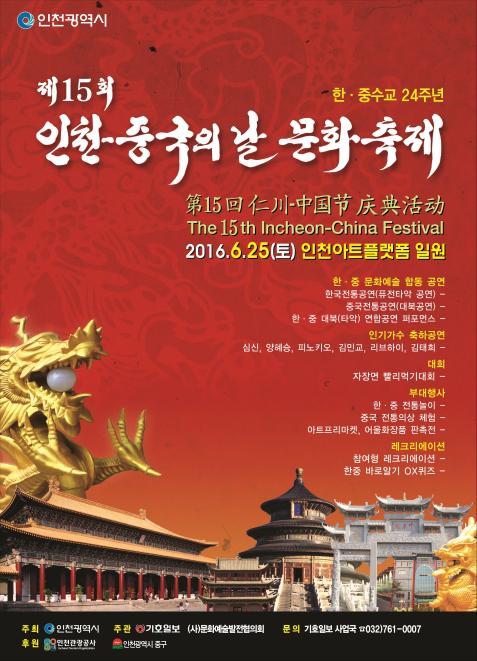 인천광역시
제15회
한·중수교 24주년
인천-중국의 날 문화축제
第15回 仁川-中国节 庆典活动
The 15th Incheon-China Festival
2016.6.25(토) 인천아트플랫폼 일원
한·중 문화예술 합동 공연
한국전통공연(퓨전타악 공연) -
중국전통공연(대북공연) -
한·중 대북(타악) 연합공연 퍼포먼스 -
인기가수 축하공연
심신, 양혜승, 피노키오, 김민교, 리브하이, 김태희 -
대회
자장면 빨리먹기대회 -
부대행사
한·중 전통놀이 -
중국 전통의상 체험 -
아트프리마켓, 어울화장품 판촉전 -
레크리에이션
참여형 레크리에이션 -
한중 바로알기 OX퀴즈 -
주최 인천광역시 주관 기호일보 (사)문화예술발전협의회 문의 기호일보 사업국 ☎032)761-0007
후원 인천관광공사 인천광역시 중구